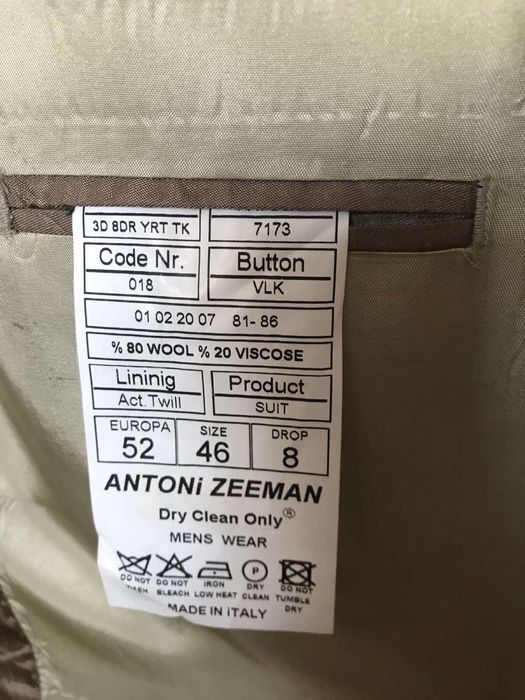 3D 8DR YRT TK
7173
Code Nr.
Button
018
VLK
01 02 20 07 81- 86
% 80 WOOL % 20 VISCOSE
Lininig
Product
Act.Twill
SUIT
EUROPA
SIZE
DROP
52
46
8
ANTONi ZEEMAN
Dry Clean Only®
MENS WEAR
P
DO NOT DO NOT IRON DRY DO NOT
BLEACH LOW HEAT CLEAN TUMBLE
DRY
MADE IN iTALY